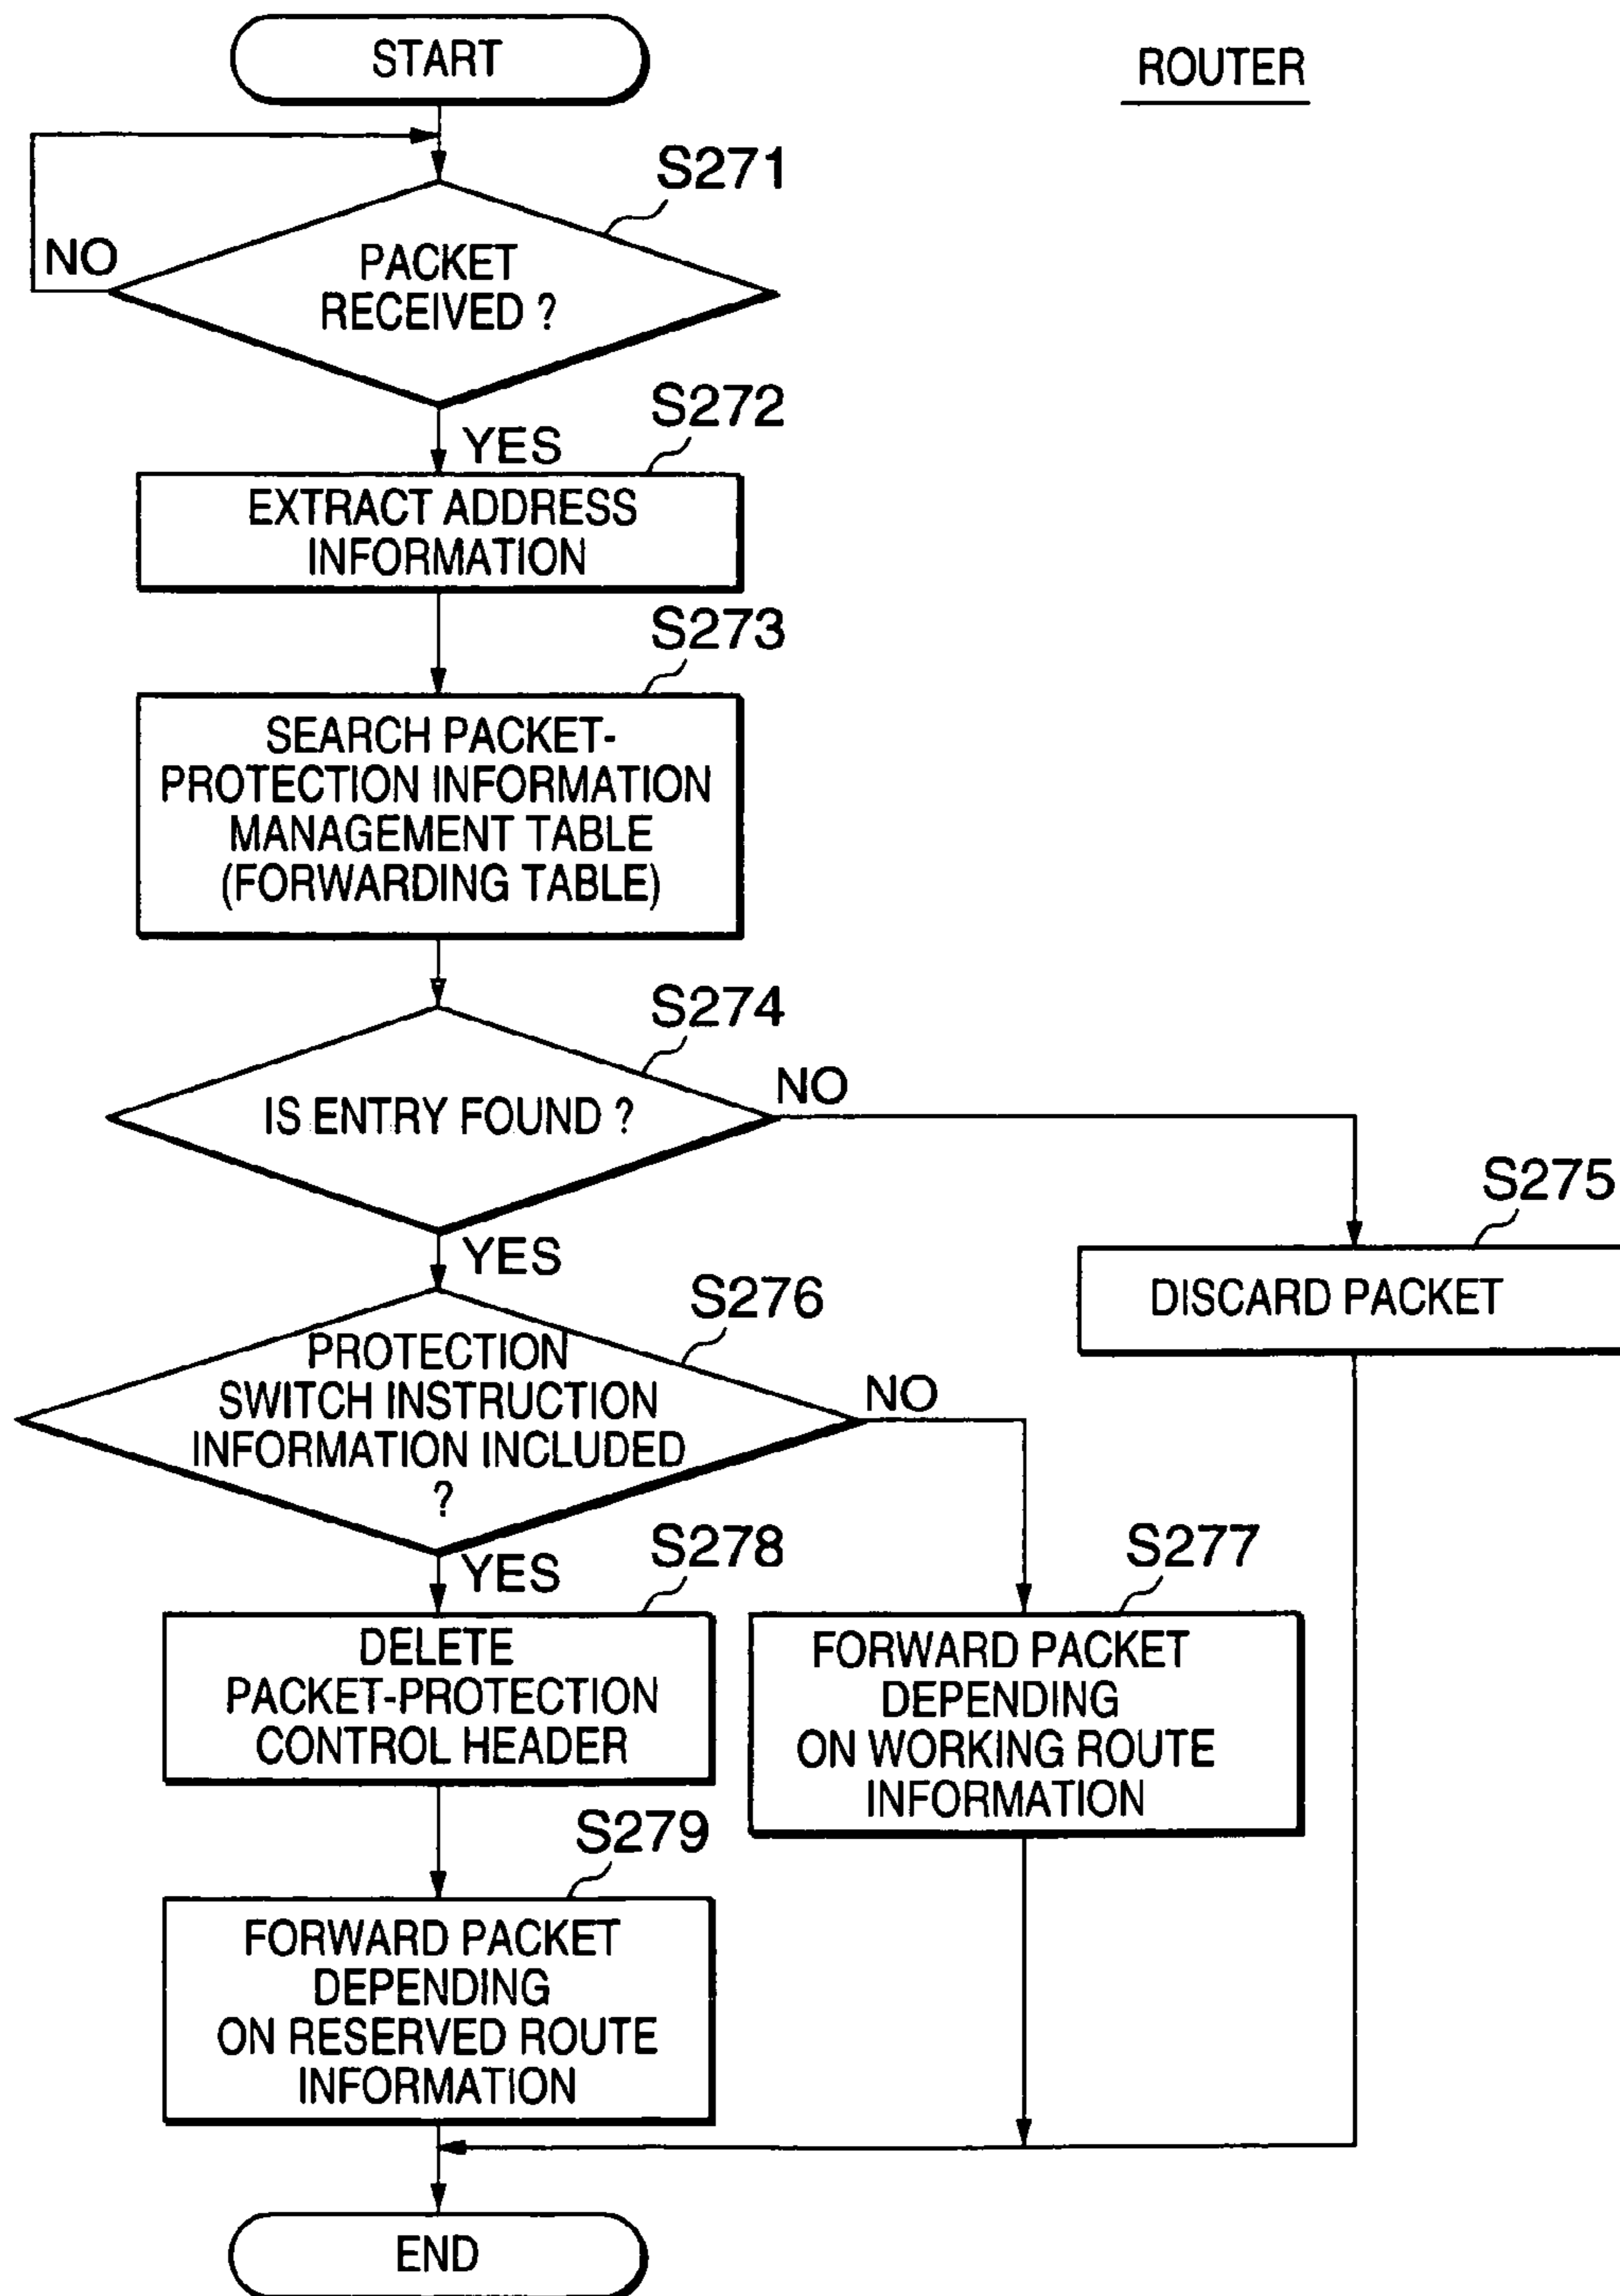 START
ROUTER
S271
NO
PACKET
RECEIVED ?
S272
YES
EXTRACT ADDRESS
INFORMATION
S273
SEARCH PACKET-
PROTECTION INFORMATION
MANAGEMENT TABLE
(FORWARDING TABLE)
S274
NO
IS ENTRY FOUND ?
S275
YES
DISCARD PACKET
S276
PROTECTION
SWITCH INSTRUCTION
INFORMATION INCLUDED
?
NO
S278
YES
S277
DELETE
PACKET-PROTECTION
CONTROL HEADER
FORWARD PACKET
DEPENDING
ON WORKING ROUTE
INFORMATION
S279
FORWARD PACKET
DEPENDING
ON RESERVED ROUTE
INFORMATION
END